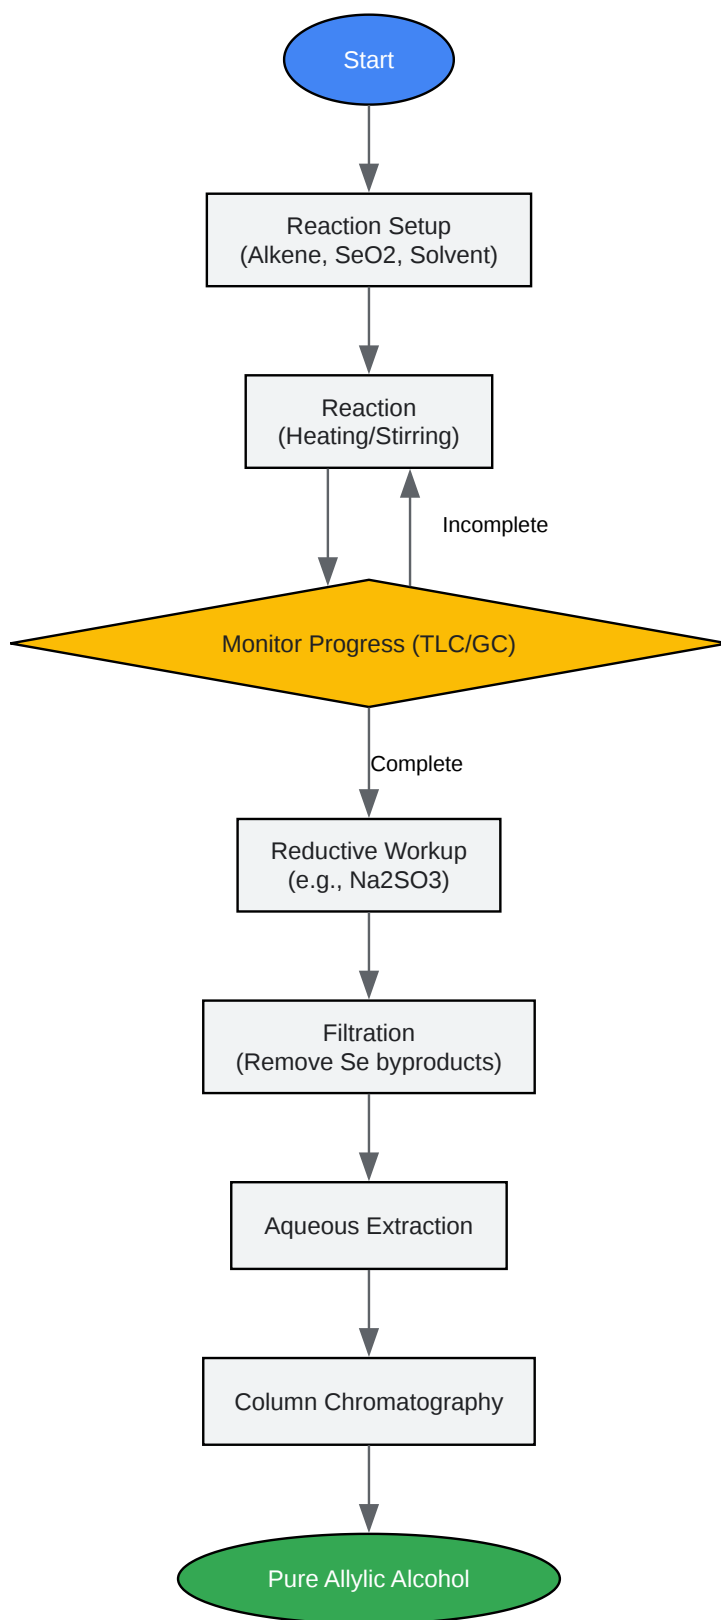 Start
Reaction Setup
(Alkene, SeO2, Solvent)
Reaction
(Heating/Stirring)
Incomplete
Monitor Progress (TLC/GC)
Complete
Reductive Workup
(e.g., Na2SO3)
Filtration
(Remove Se byproducts)
Aqueous Extraction
Column Chromatography
Pure Allylic Alcohol